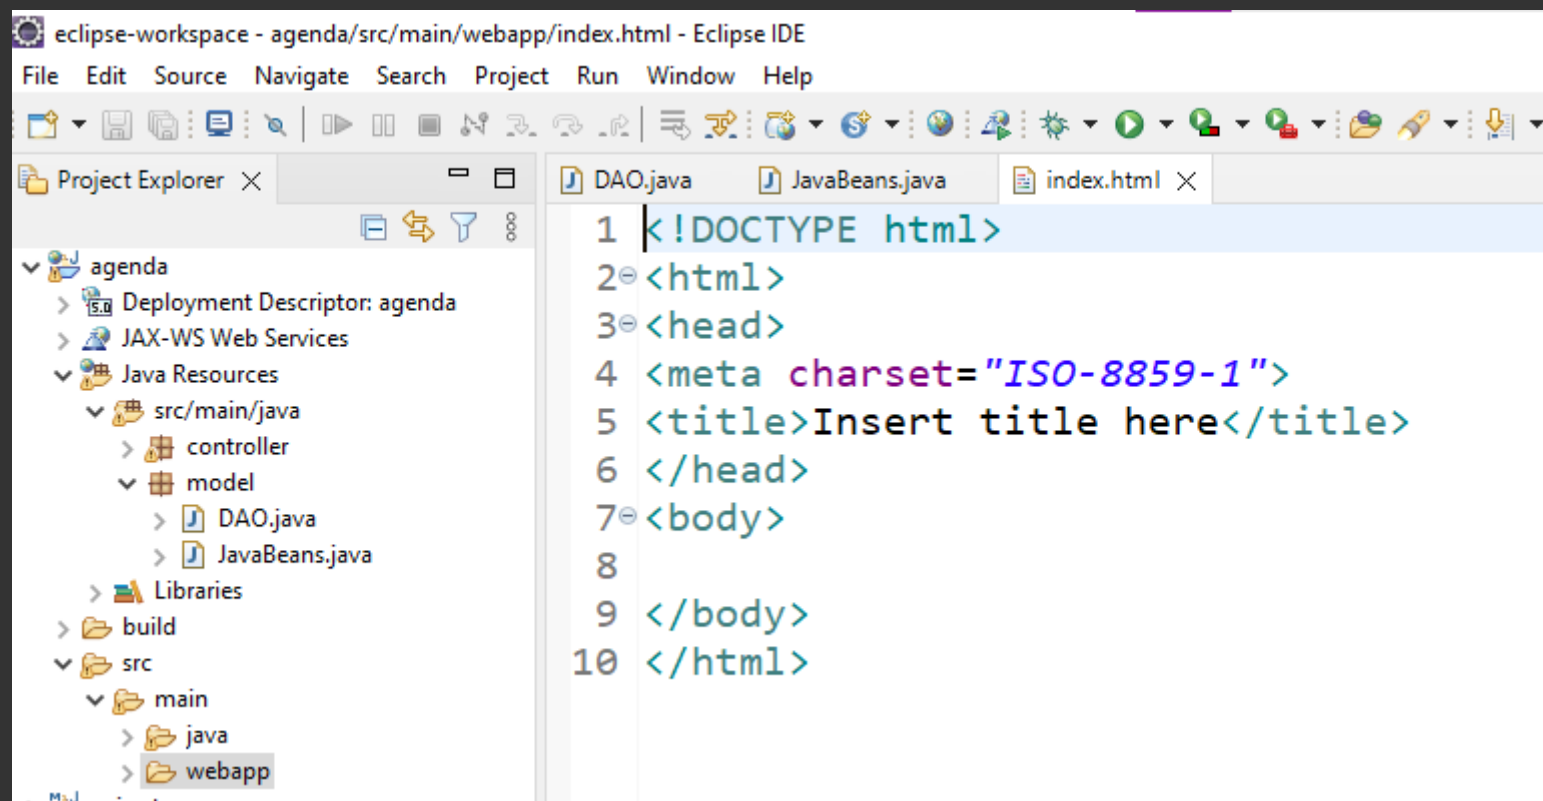 eclipse-workspace - agenda/src/main/webapp/index.html - Eclipse IDE
File Edit Source Navigate Search Project Run Window Help
Project Explorer
agenda
5.0 Deployment Descriptor: agenda
JAX-WS Web Services
Java Resources
src/main/java
controller
model
DAO.java
JavaBeans.java
Libraries
build
src
main
java
webapp
DAO.java JavaBeans.java index.html
1 <!DOCTYPE html>
2 <html>
3 <head>
4 <meta charset="ISO-8859-1">
5 <title>Insert title here</title>
6 </head>
7 <body>
8
9 </body>
10 </html>